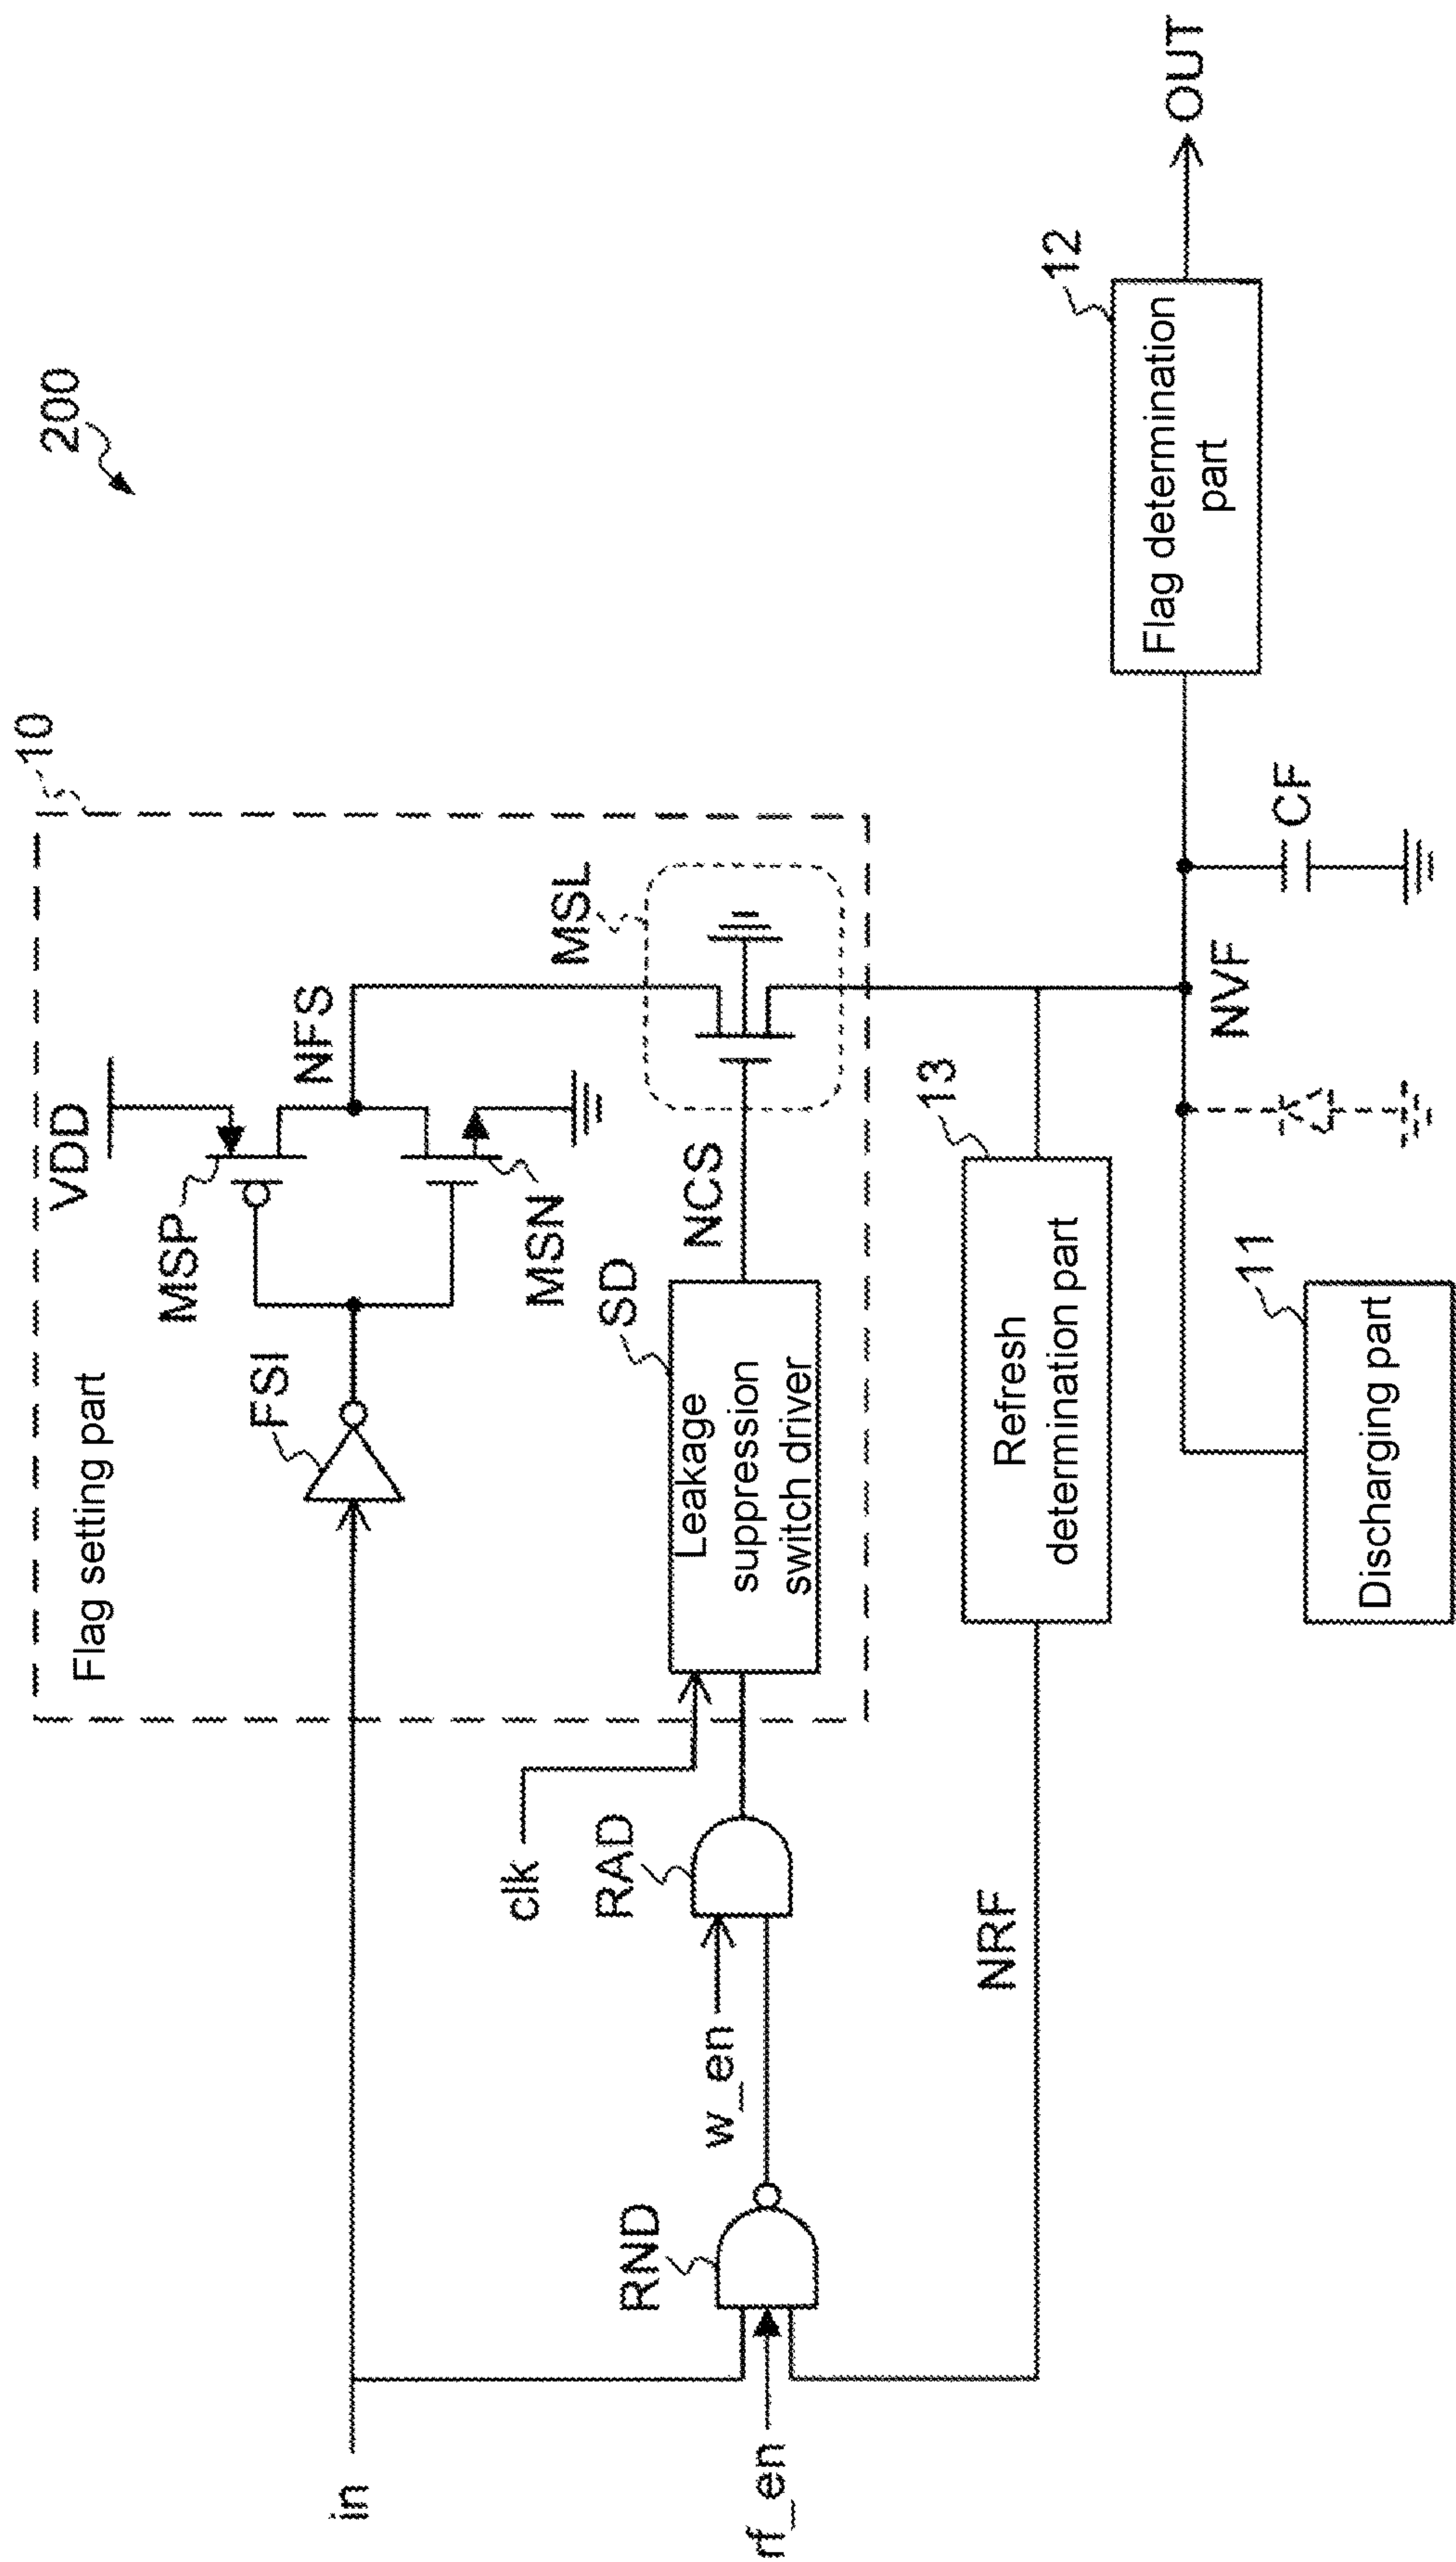 200
10
Flag setting part
VDD
MSP
NFS
FSI
MSN
MSL
SD
NCS
Leakage
suppression
switch driver
in
clk
RAD
w_en
RND
rf_en
NRF
13
Refresh
determination part
12
Flag determination
part
OUT
NVF
CF
11
Discharging part